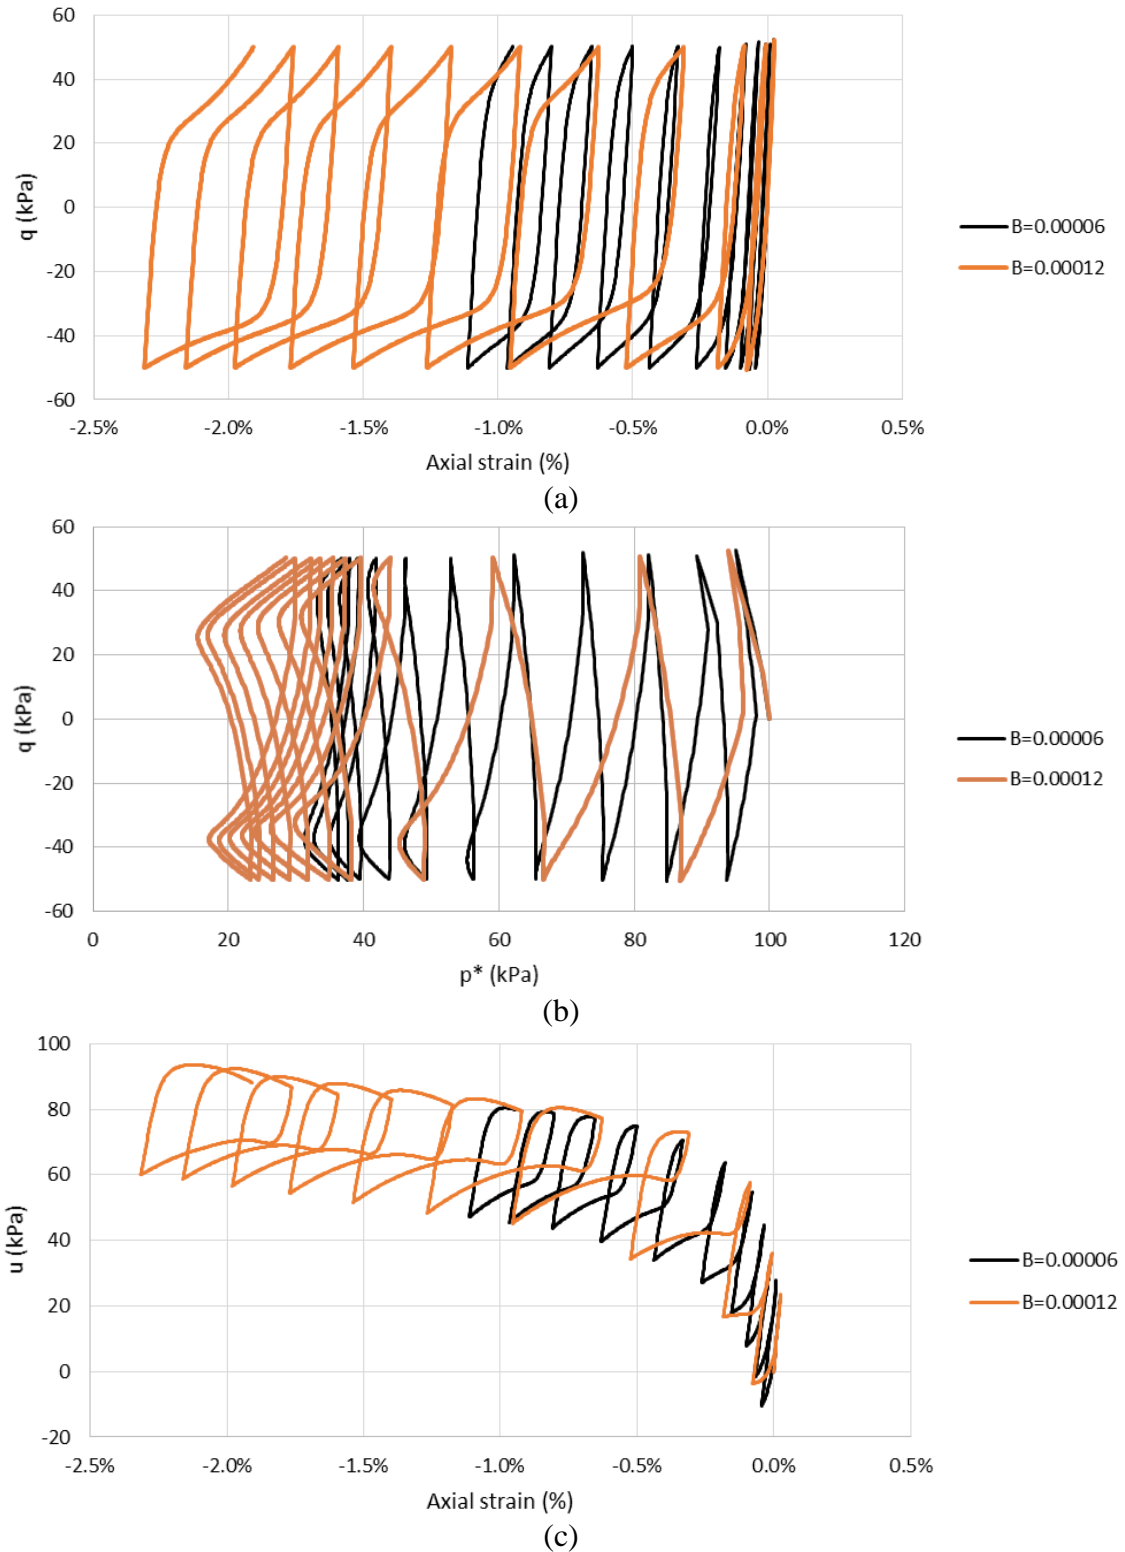 60
40
20
0
-20
-40
-60
q (kPa)
-2.5% -2.0% -1.5% -1.0% -0.5% 0.0% 0.5%
Axial strain (%)
B=0.00006
B=0.00012
(a)
60
40
20
0
-20
-40
-60
q (kPa)
0 20 40 60 80 100 120
p* (kPa)
B=0.00006
B=0.00012
(b)
100
80
60
40
20
0
-20
u (kPa)
-2.5% -2.0% -1.5% -1.0% -0.5% 0.0% 0.5%
Axial strain (%)
B=0.00006
B=0.00012
(c)